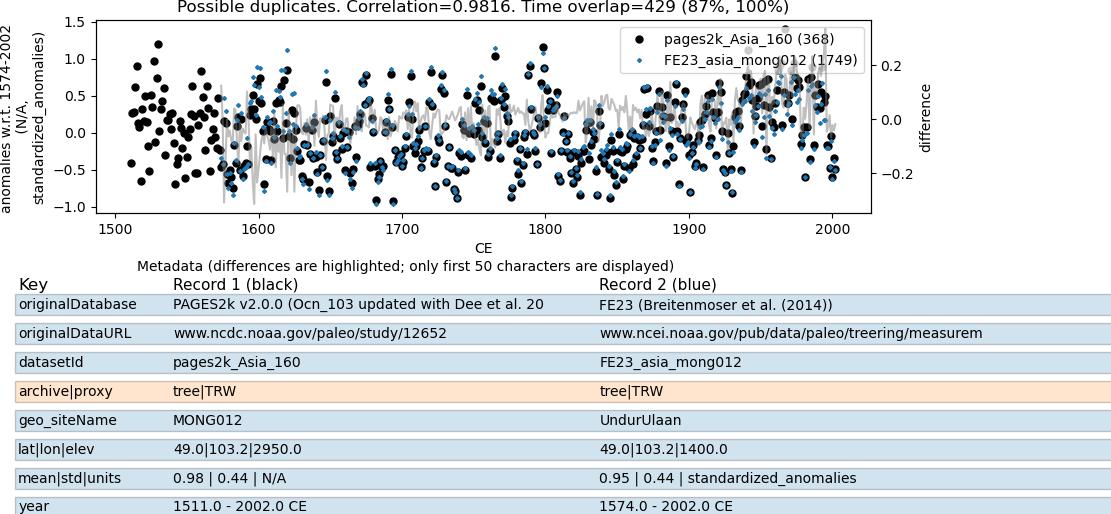 Possible duplicates. Correlation=0.9816. Time overlap=429 (87%, 100%)
anomalies w.r.t. 1574-2002
(N/A,
standardized_anomalies)
1.5
1.0
0.5
0.0
−0.5
−1.0
pages2k_Asia_160 (368)
FE23_asia_mong012 (1749)
0.2
0.0
−0.2
difference
1500 1600 1700 1800 1900 2000
CE
Metadata (differences are highlighted; only first 50 characters are displayed)
Key Record 1 (black) Record 2 (blue)
originalDatabase PAGES2k v2.0.0 (Ocn_103 updated with Dee et al. 20 FE23 (Breitenmoser et al. (2014))
originalDataURL www.ncdc.noaa.gov/paleo/study/12652 www.ncei.noaa.gov/pub/data/paleo/treering/measurem
datasetId pages2k_Asia_160 FE23_asia_mong012
archive|proxy tree|TRW tree|TRW
geo_siteName MONG012 UndurUlaan
lat|lon|elev 49.0|103.2|2950.0 49.0|103.2|1400.0
mean|std|units 0.98 | 0.44 | N/A 0.95 | 0.44 | standardized_anomalies
year 1511.0 - 2002.0 CE 1574.0 - 2002.0 CE